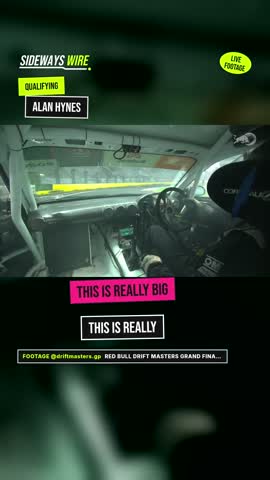 SIDEWAYS WIRE.
LIVE
FOOTAGE
QUALIFYING
ALAN HYNES
THIS IS REALLY BIG
THIS IS REALLY
FOOTAGE @driftmasters.gp RED BULL DRIFT MASTERS GRAND FINA...